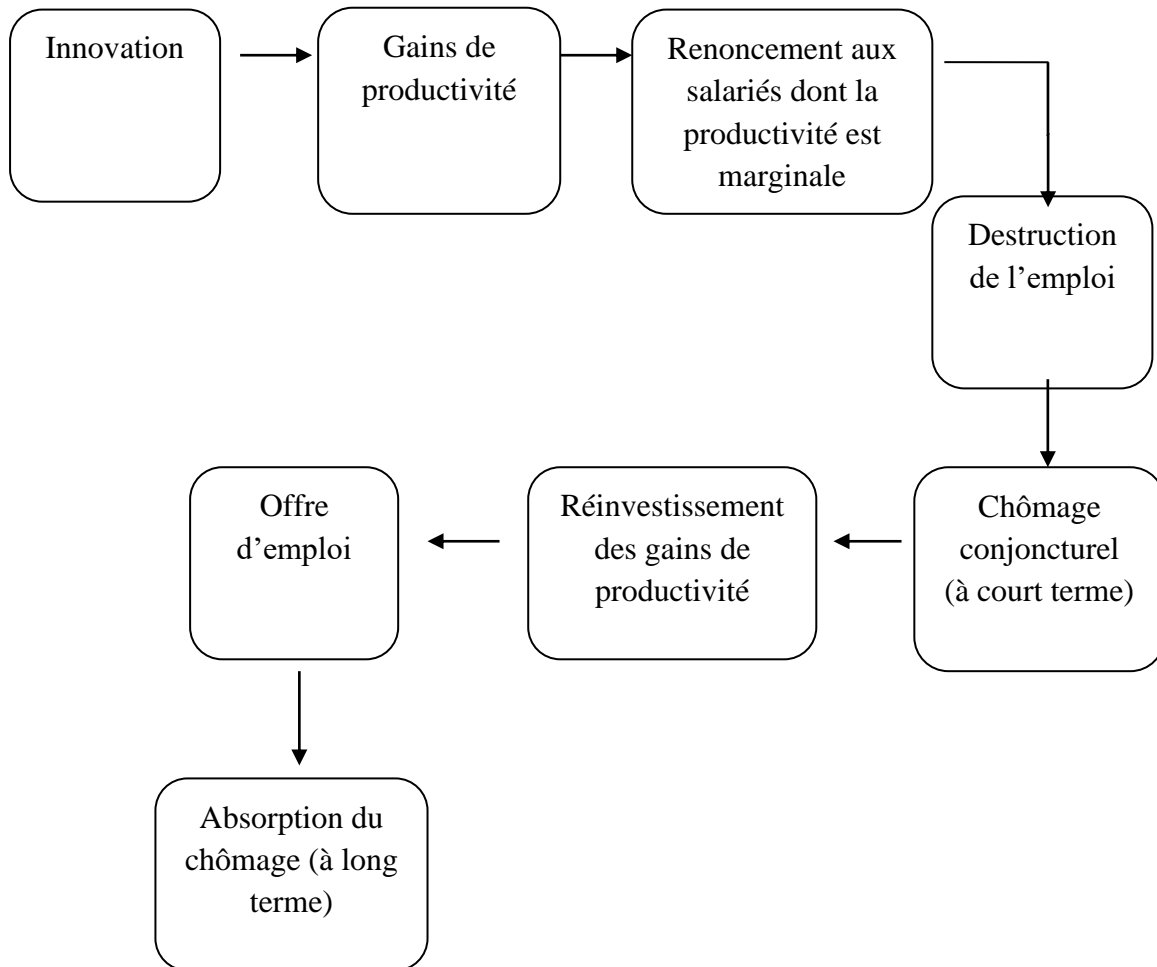 Innovation
Gains de
productivité
Renoncement aux
salariés dont la
productivité est
marginale
Destruction
de l’emploi
Chômage
conjoncturel
(à court terme)
Réinvestissement
des gains de
productivité
Offre
d’emploi
Absorption du
chômage (à long
terme)